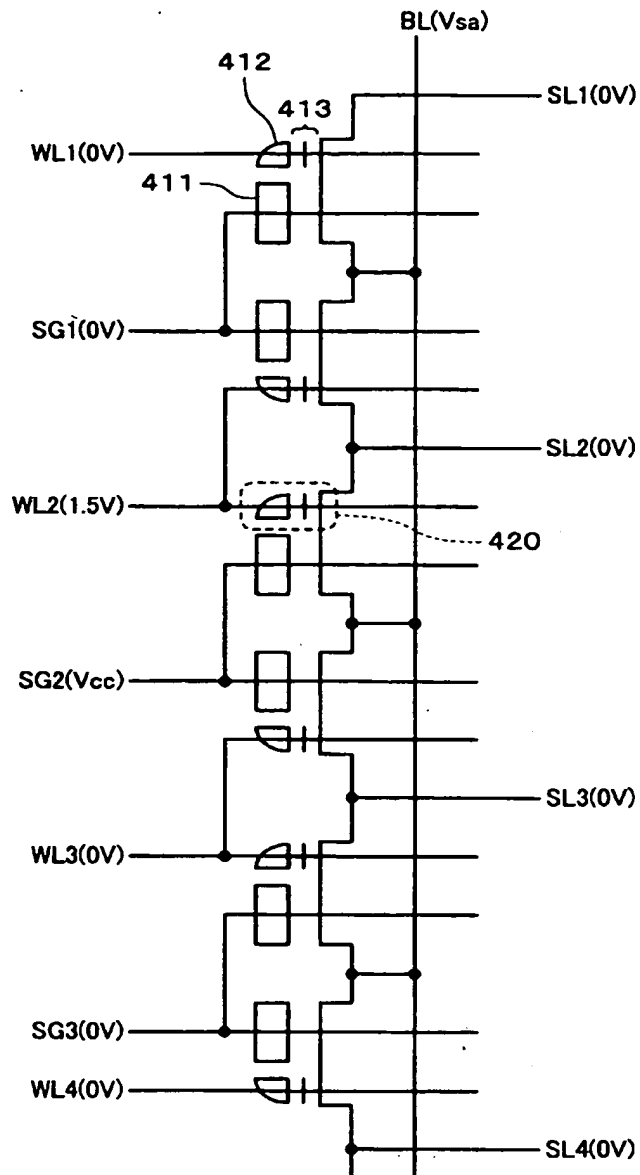 BL(Vsa)
412
SL1(0V)
413
WL1(0V)
411
SG1(0V)
SL2(0V)
WL2(1.5V)
420
SG2(Vcc)
SL3(0V)
WL3(0V)
SG3(0V)
WL4(0V)
SL4(0V)